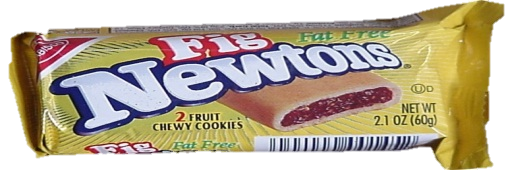 Fig
Fat Free
Newtons
2 FRUIT
CHEWY COOKIES
NET WT
2.1 OZ (60g)
Fig
Fat Free